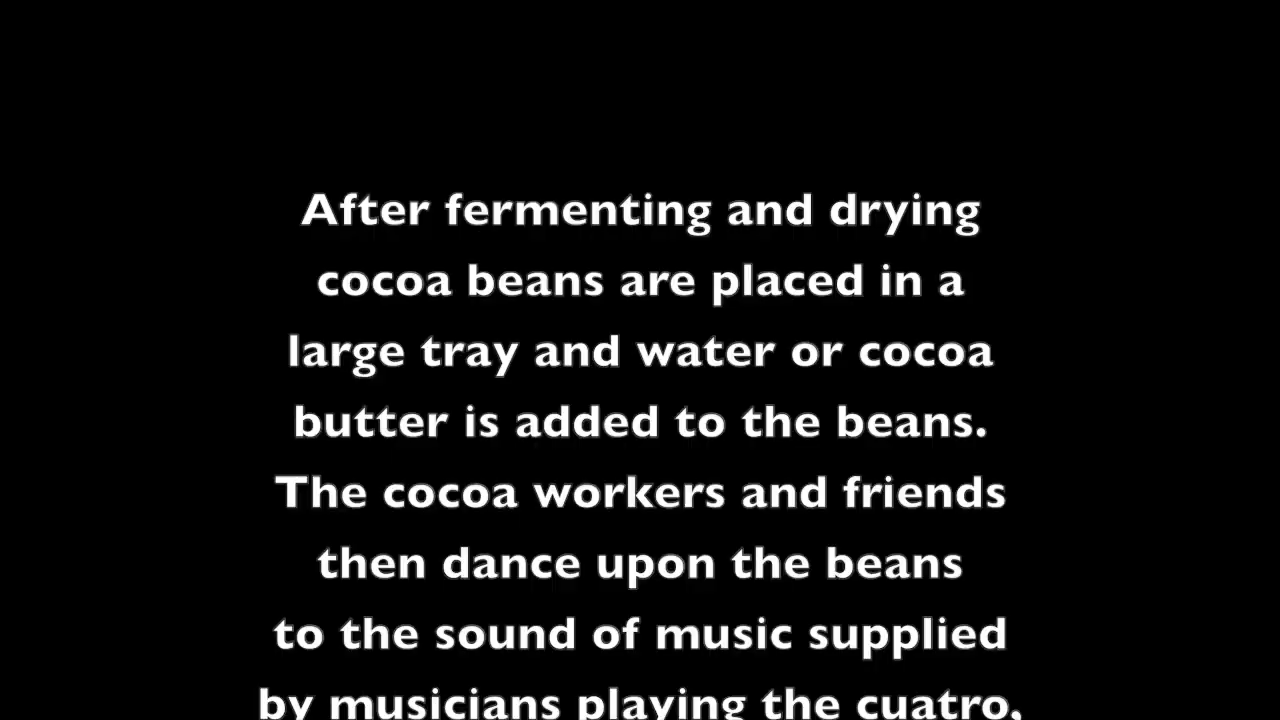 After fermenting and drying
cocoa beans are placed in a
large tray and water or cocoa
butter is added to the beans.
The cocoa workers and friends
then dance upon the beans
to the sound of music supplied
by musicians playing the cuatro,